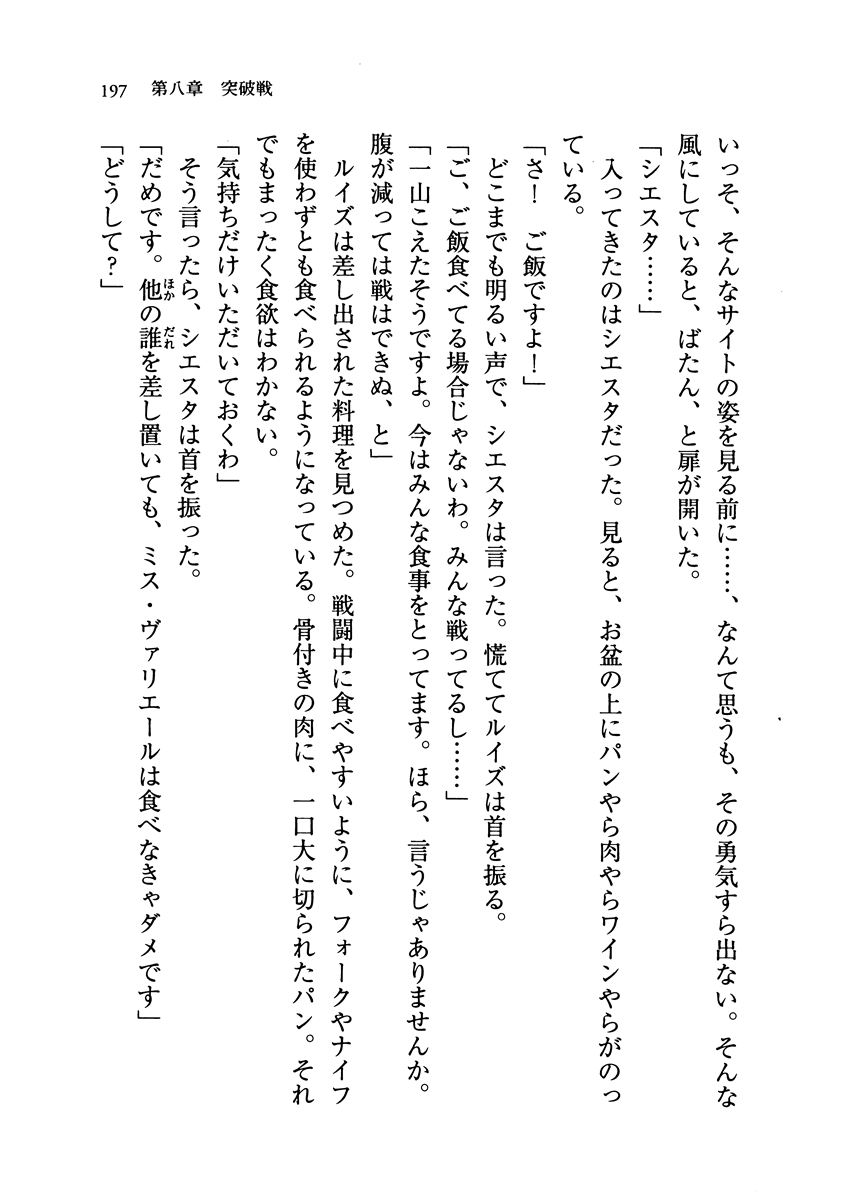 197　第八章　突破戦
いっそ、そんなサイトの姿を見る前に……、なんて思うも、その勇気すら出ない。そんな
風にしていると、ばたん、と扉が開いた。
「シエスタ……」
　入ってきたのはシエスタだった。見ると、お盆の上にパンやら肉やらワインやらがのっ
ている。
「さ！　ご飯ですよ！」
　どこまでも明るい声で、シエスタは言った。慌ててルイズは首を振る。
「ご、ご飯食べてる場合じゃないわ。みんな戦ってるし……」
「一山こえたそうですよ。今はみんな食事をとってます。ほら、言うじゃありませんか。
腹が減っては戦はできぬ、と」
　ルイズは差し出された料理を見つめた。戦闘中に食べやすいように、フォークやナイフ
を使わずとも食べられるようになっている。骨付きの肉に、一口大に切られたパン。それ
でもまったく食欲はわかない。
「気持ちだけいただいておくわ」
　そう言ったら、シエスタは首を振った。
「だめです。他の誰を差し置いても、ミス・ヴァリエールは食べなきゃダメです」
ほか
だれ
「どうして？」